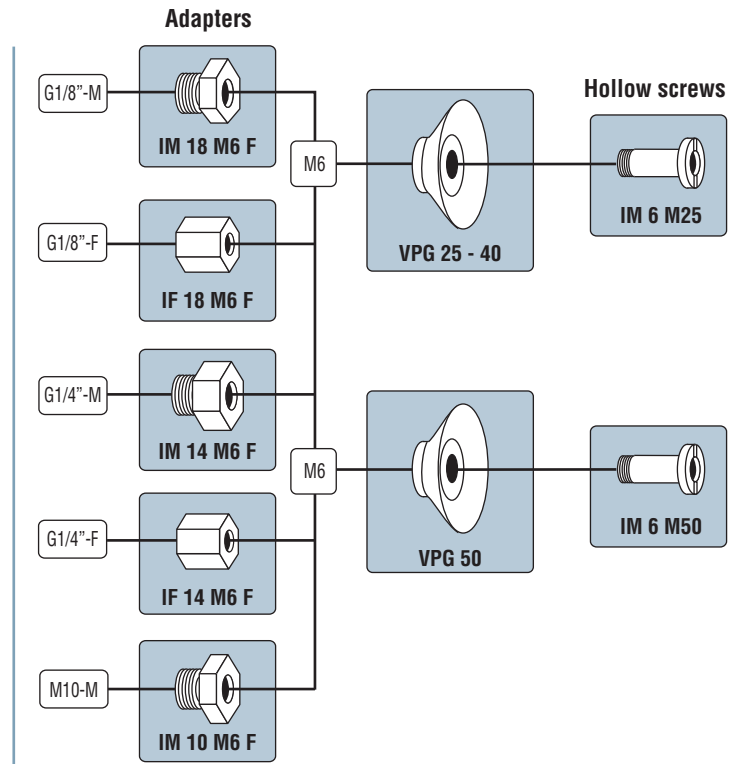 Adapters
G1/8”-M
IM 18 M6 F
M6
VPG 25 - 40
Hollow screws
IM 6 M25
G1/8”-F
IF 18 M6 F
G1/4”-M
IM 14 M6 F
M6
VPG 50
IM 6 M50
G1/4”-F
IF 14 M6 F
M10-M
IM 10 M6 F